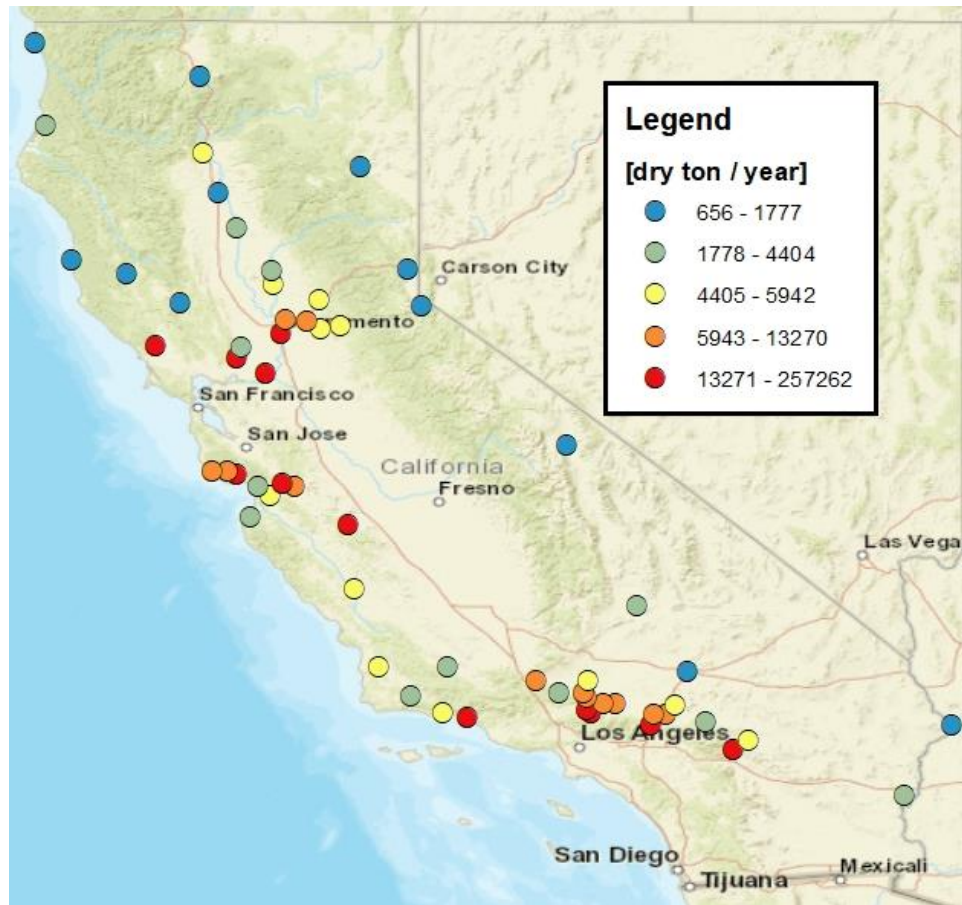 Legend
[dry ton / year]
656 - 1777
1778 - 4404
4405 - 5942
5943 - 13270
13271 - 257262
Carson City
mento
San Francisco
San Jose
California
Fresno
Las Vega
Los Angeles
San Diego
Tijuana
Mexicali